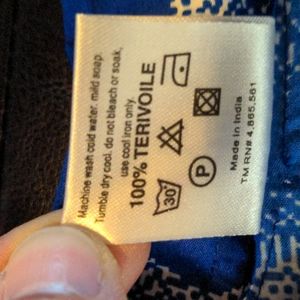 Machine wash cold water. mild soap.
Tumble dry cool. do not bleach or soak,
use cool iron only.
100% TERIVOILE
30°
P
Made in India
TM RN# 4,865,561